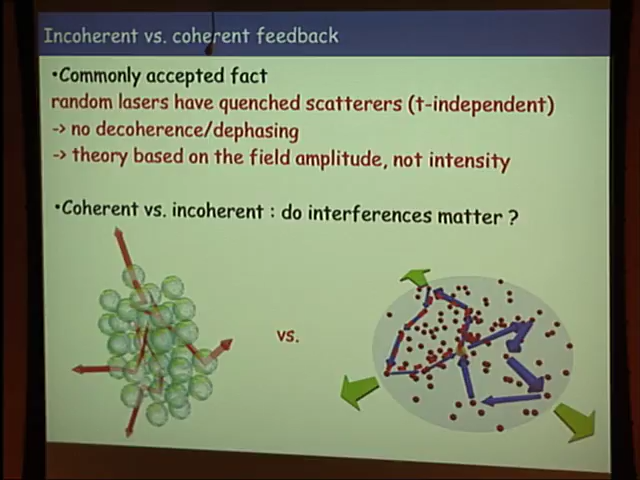 Incoherent vs. coherent feedback
•Commonly accepted fact
random lasers have quenched scatterers (t-independent)
-> no decoherence/dephasing
-> theory based on the field amplitude, not intensity
•Coherent vs. incoherent : do interferences matter ?
vs.